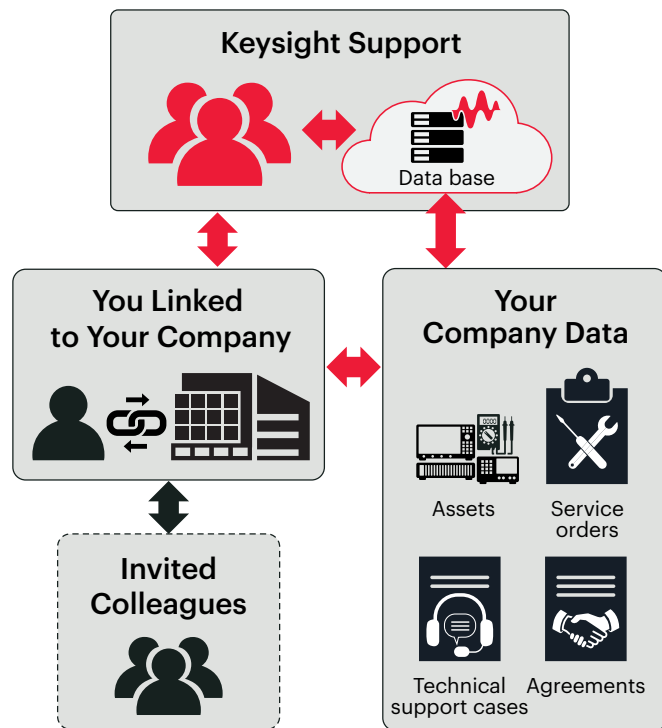 Keysight Support
Data base
You Linked
to Your Company
Your
Company Data
Assets
Service
orders
Invited
Colleagues
Technical
support cases
Agreements